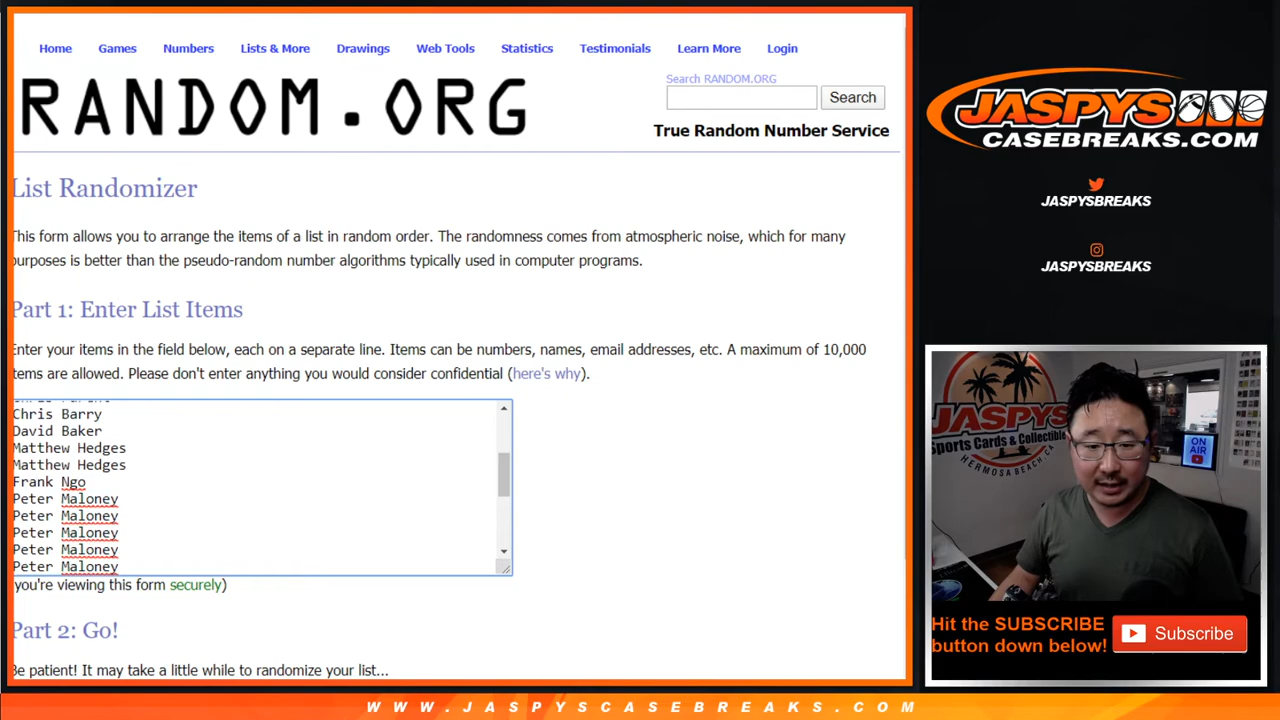 Home Games Numbers Lists & More Drawings Web Tools Statistics Testimonials Learn More Login
RANDOM.ORG
Search RANDOM.ORG
Search
True Random Number Service
List Randomizer
This form allows you to arrange the items of a list in random order. The randomness comes from atmospheric noise, which for many
purposes is better than the pseudo-random number algorithms typically used in computer programs.
Part 1: Enter List Items
Enter your items in the field below, each on a separate line. Items can be numbers, names, email addresses, etc. A maximum of 10,000
items are allowed. Please don't enter anything you would consider confidential (here's why).
Chris Barry
David Baker
Matthew Hedges
Matthew Hedges
Frank Ngo
Peter Maloney
Peter Maloney
Peter Maloney
Peter Maloney
Peter Maloney
you're viewing this form securely)
Part 2: Go!
Be patient! It may take a little while to randomize your list...
JASPYS
CASEBREAKS.COM
JASPYSBREAKS
JASPYSBREAKS
JASPYS
Sports Cards & Collectibles
HERMOSA BEACH, CA
ON
AIR
Hit the SUBSCRIBE
button down below!
Subscribe
WWW.JASPYSCASEBREAKS.COM